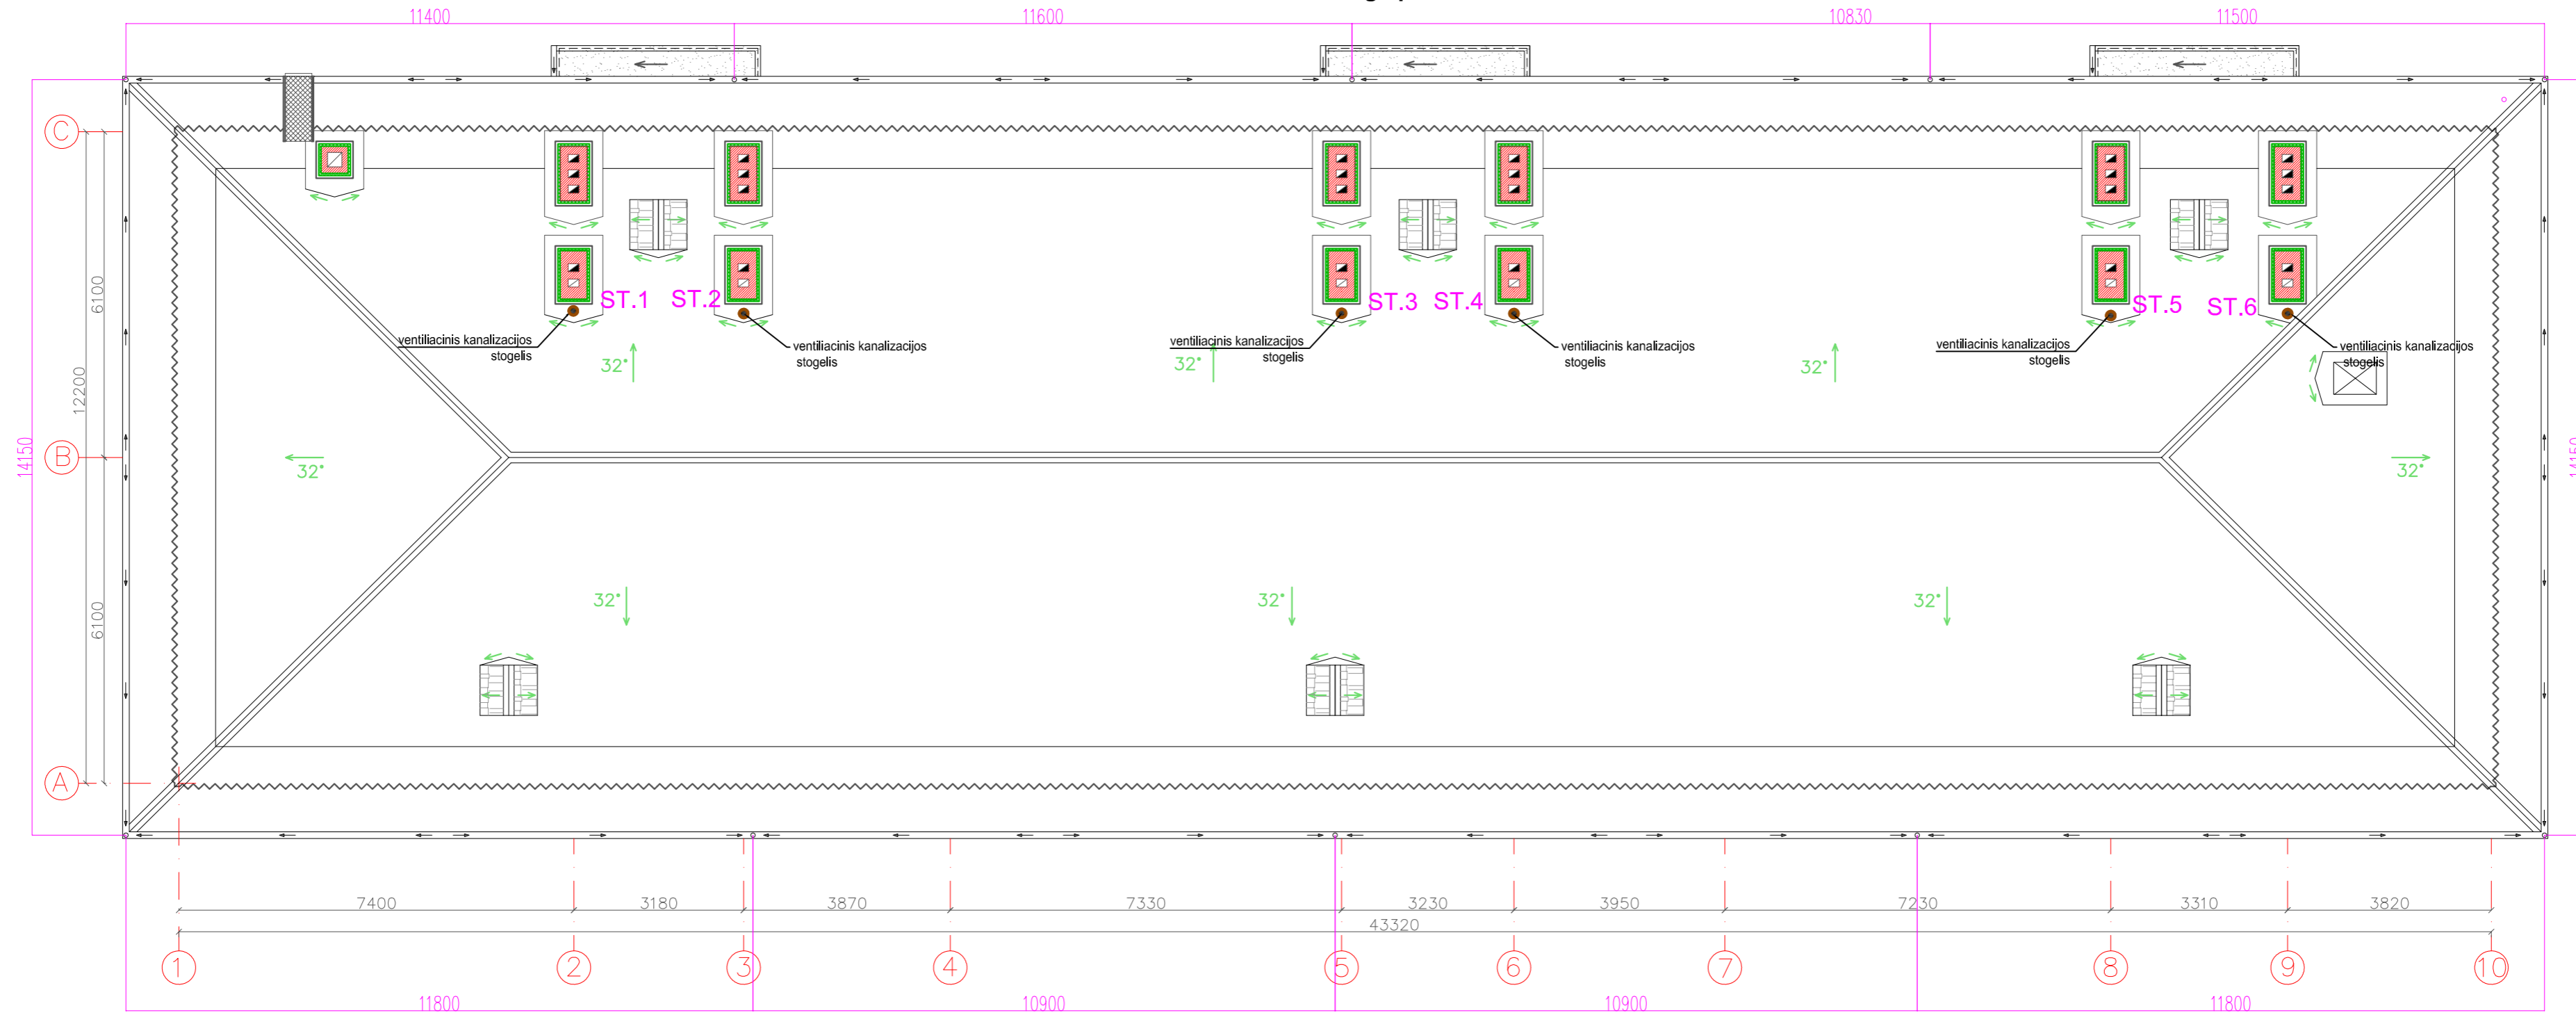 11400 11600 10830 11500
C
ST.1 ST.2 ST.3 ST.4 ST.5 ST.6
ventiliacinis kanalizacijos
stogelis
ventiliacinis kanalizacijos
stogelis
ventiliacinis kanalizacijos
stogelis
ventiliacinis kanalizacijos
stogelis
ventiliacinis kanalizacijos
stogelis
ventiliacinis kanalizacijos
stogelis
6100
32° 32° 32°
12200
14150
B
32° 32°
14150
32° 32° 32°
6100
A
7400 3180 3870 7330 3230 3950 7230 3310 3820
43320
1 2 3 4 5 6 7 8 9 10
11800 10900 10900 11800